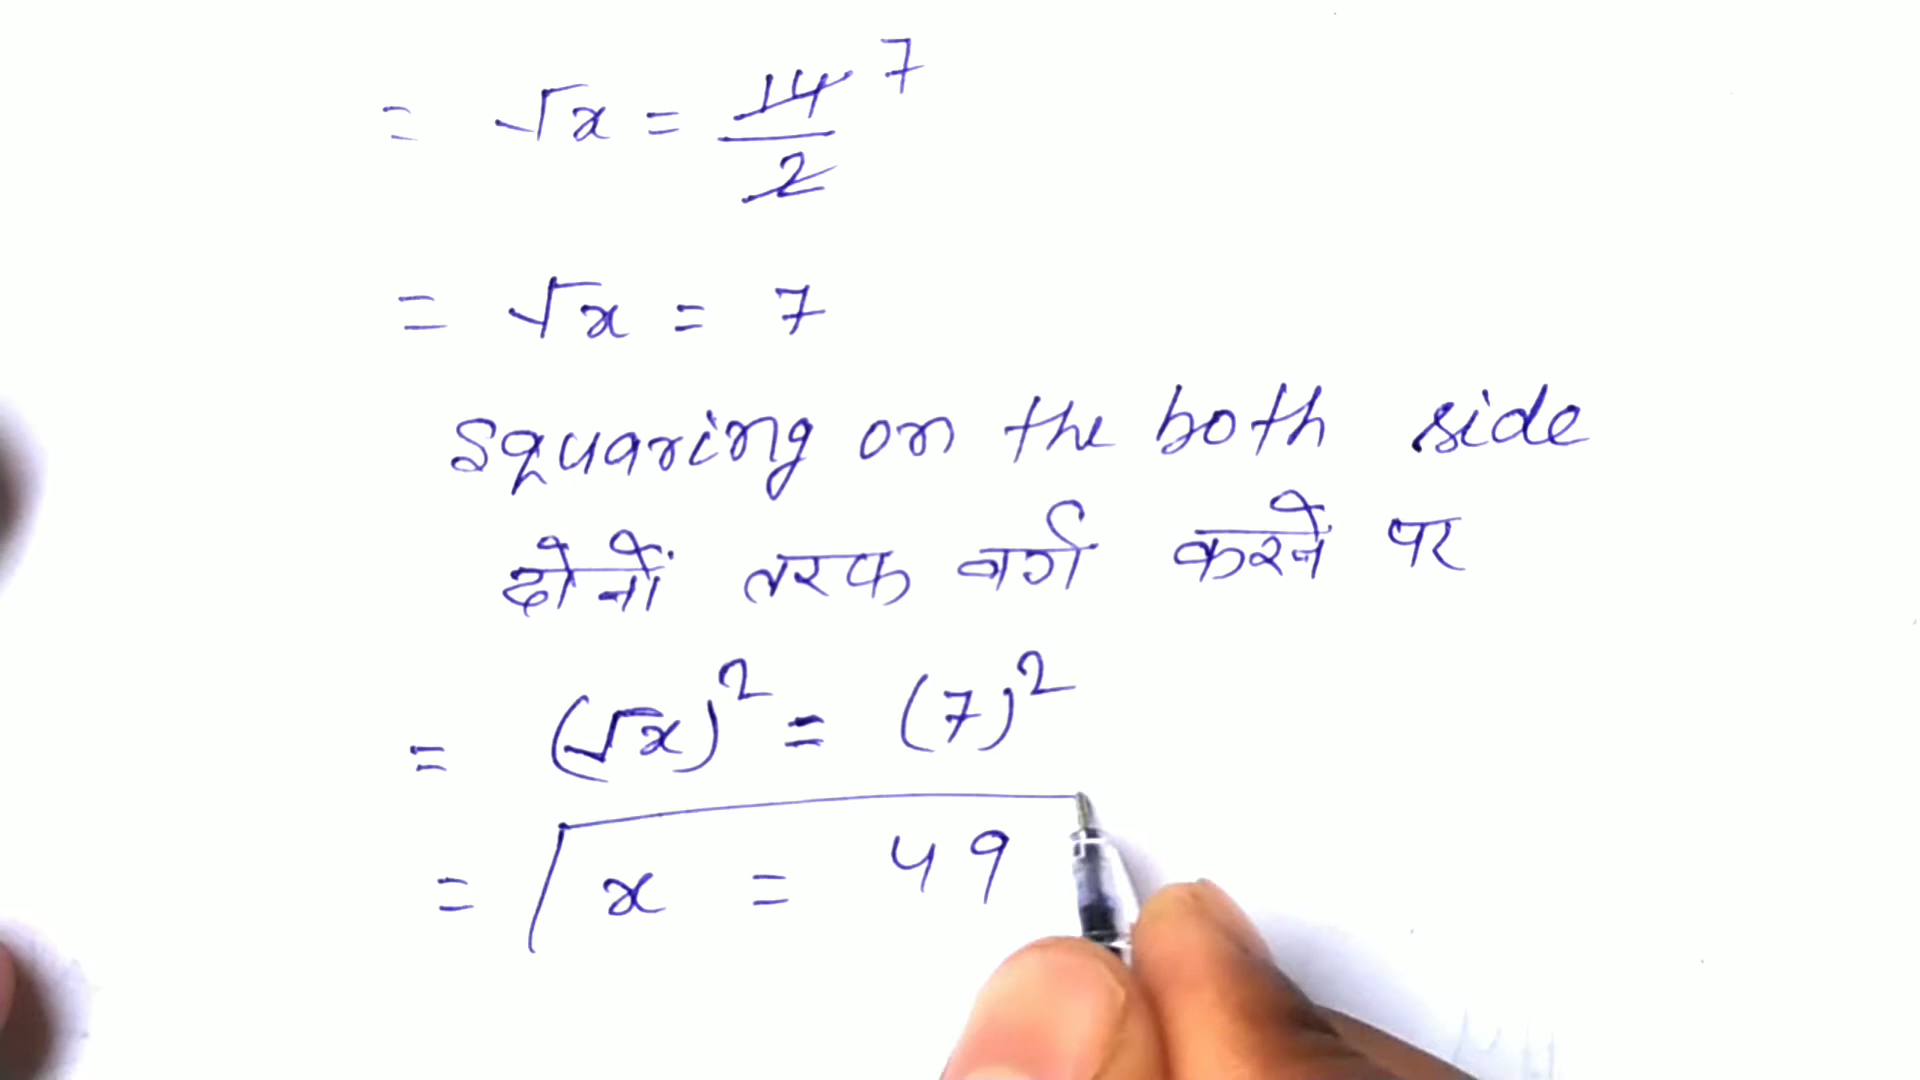 = √x = 14/2 7
= √x = 7
Squaring on the both side
दोनों तरफ वर्ग करने पर
= (√x)² = (7)²
= x = 49